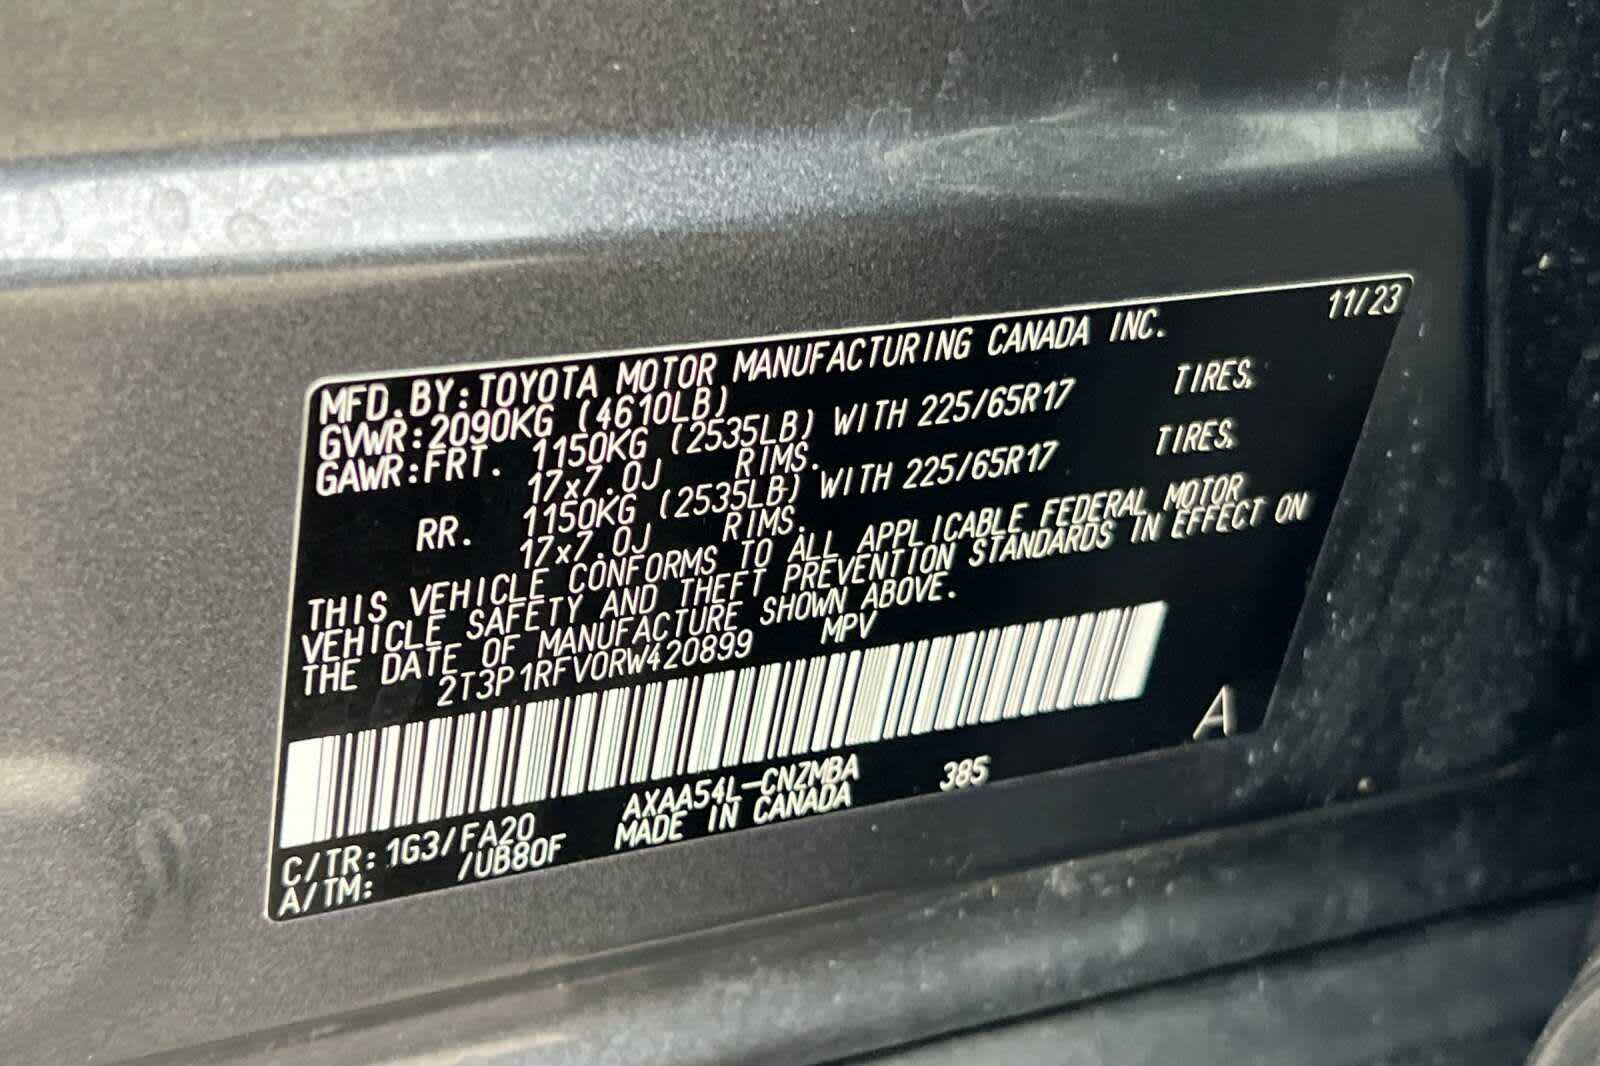 11/23
MFD. BY: TOYOTA MOTOR MANUFACTURING CANADA INC.
GVWR: 2090KG (4610LB)
GAWR: FRT. 1150KG (2535LB) WITH 225/65R17 TIRES,
17x7.0J RIMS.
RR. 1150KG (2535LB) WITH 225/65R17 TIRES,
17x7.0J RIMS.
THIS VEHICLE CONFORMS TO ALL APPLICABLE FEDERAL MOTOR
VEHICLE SAFETY AND THEFT PREVENTION STANDARDS IN EFFECT ON
THE DATE OF MANUFACTURE SHOWN ABOVE.
2T3P1RFV0RW420899 MPV
A
AXAA54L-CNZMBA 385
C/TR: 1G3/FA20 MADE IN CANADA
A/TM: /UB80F